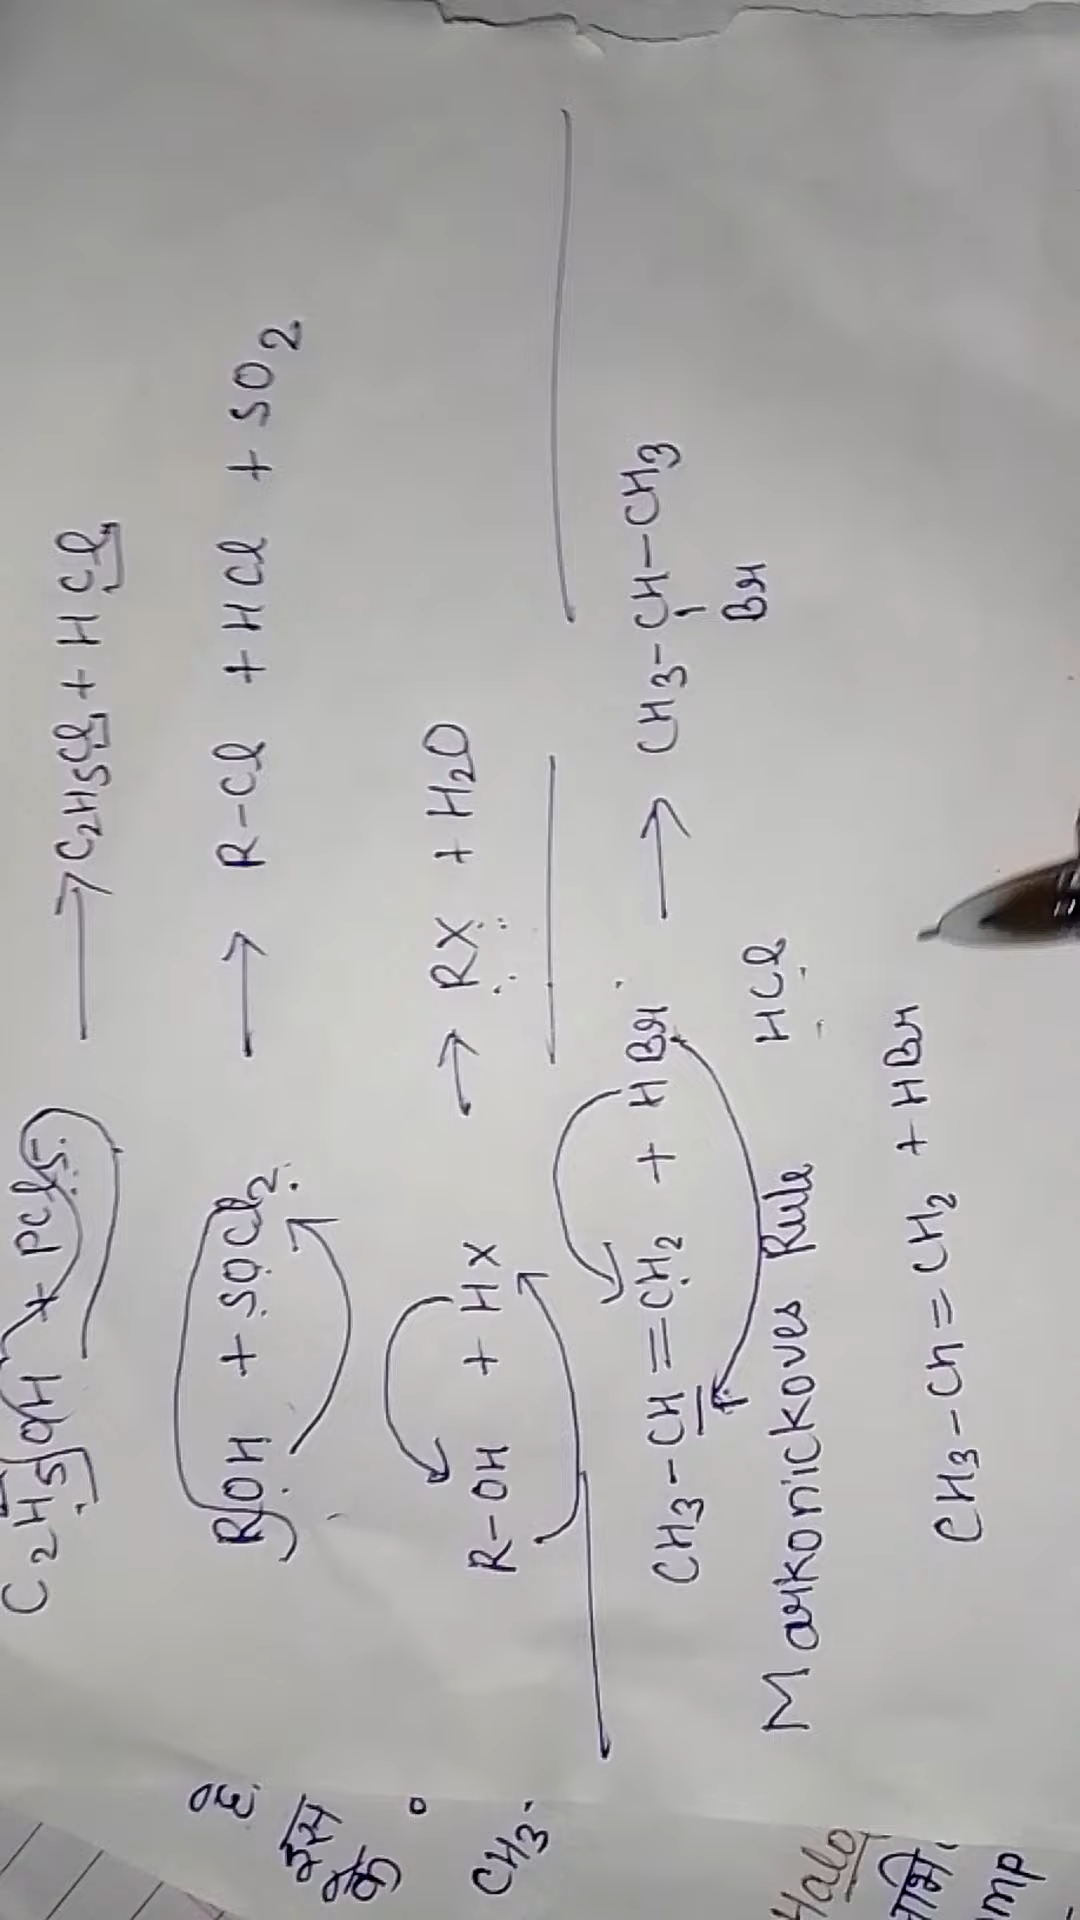 C2H5OH + PCl5 ⟶ C2H5Cl + HCl
ROH + SOCl2 ⟶ R-Cl + HCl + SO2
R-OH + HX → RX + H2O
CH3-CH=CH2 + HBr ⟶ CH3-CH-CH3
Br
Markonickoves Rule HCl
CH3-CH=CH2 + HBr
है.
इस
के
CH3-
Halo